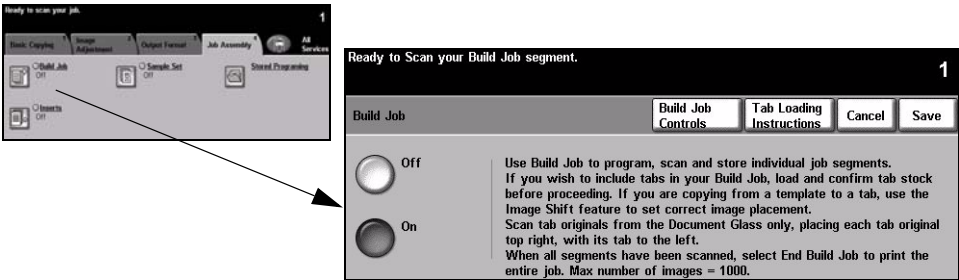 Ready to scan your job.
1
Basic Copying
Image Adjustment
Output Format
Job Assembly
All Services
Build Job
Off
Sample Set
Off
Stored Programming
Inserts
Off
Ready to Scan your Build Job segment.
1
Build Job
Build Job Controls
Tab Loading Instructions
Cancel
Save
Off
On
Use Build Job to program, scan and store individual job segments.
If you wish to include tabs in your Build Job, load and confirm tab stock
before proceeding. If you are copying from a template to a tab, use the
Image Shift feature to set correct image placement.
Scan tab originals from the Document Glass only, placing each tab original
top right, with its tab to the left.
When all segments have been scanned, select End Build Job to print the
entire job. Max number of images = 1000.